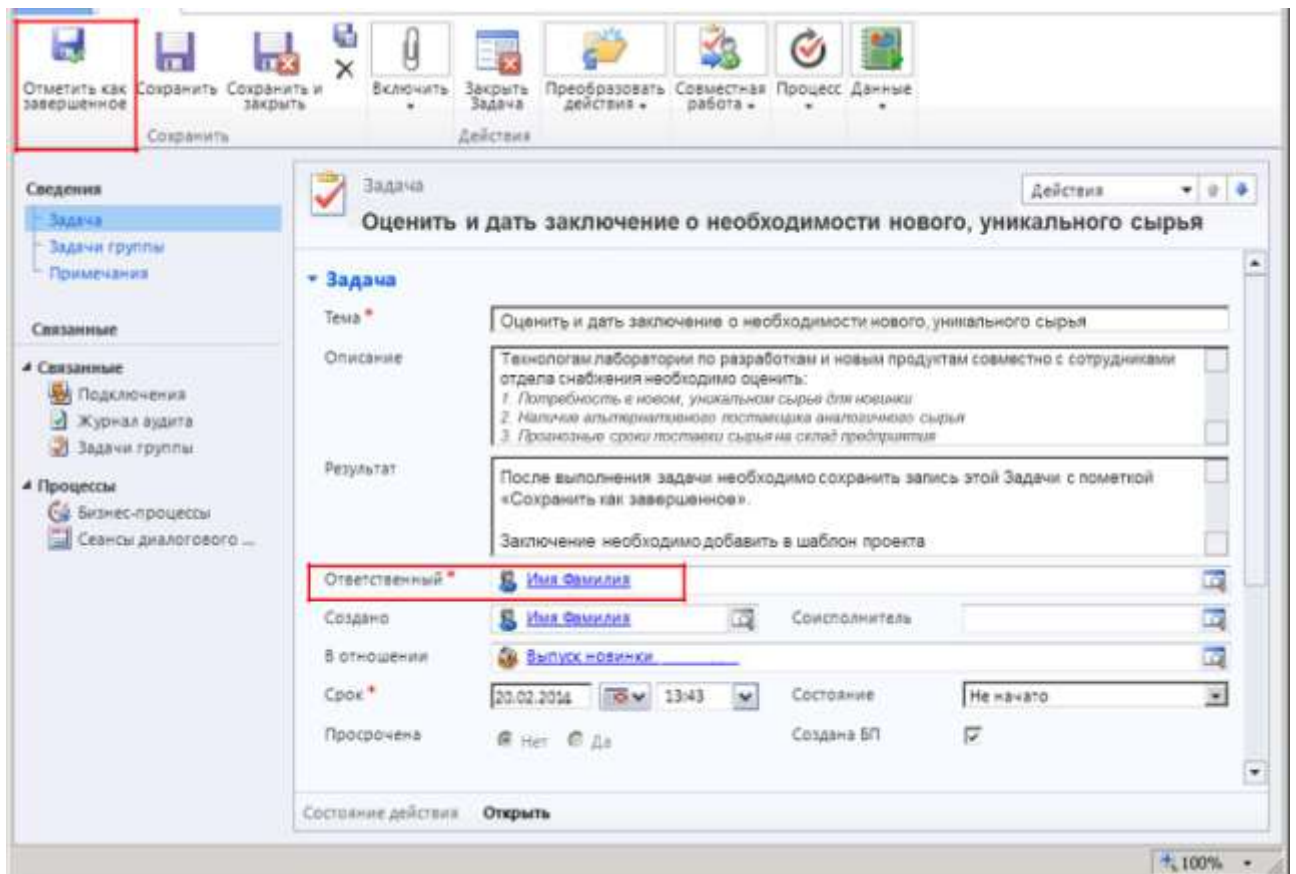 Отметить как завершенное
Сохранить
Сохранить и закрыть
Включить
Закрыть Задача
Преобразовать действия
Совместная работа
Процесс
Данные
Сохранить
Действия
Сведения
Задача
Задачи группы
Примечания
Связанные
Связанные
Подключения
Журнал аудита
Задачи группы
Процессы
Бизнес-процессы
Сеансы диалогового ...
Задача
Действия
Оценить и дать заключение о необходимости нового, уникального сырья
Задача
Тема * Оценить и дать заключение о необходимости нового, уникального сырья
Описание Технологам лаборатории по разработкам и новым продуктам совместно с сотрудниками
отдела снабжения необходимо оценить:
1. Потребность в новом, уникальном сырье для новинки
2. Наличие альтернативного поставщика аналогичного сырья
3. Прогнозные сроки поставки сырья на склад предприятия
Результат После выполнения задачи необходимо сохранить запись этой Задачи с пометкой
«Сохранить как завершенное».
Заключение необходимо добавить в шаблон проекта
Ответственный * Имя Фамилия
Создано Имя Фамилия Соисполнитель
В отношении Выпуск новинки
Срок * 20.02.2014 13:43 Состояние Не начато
Просрочена Нет Да Создана БП
Состояние действия Открыть
100%